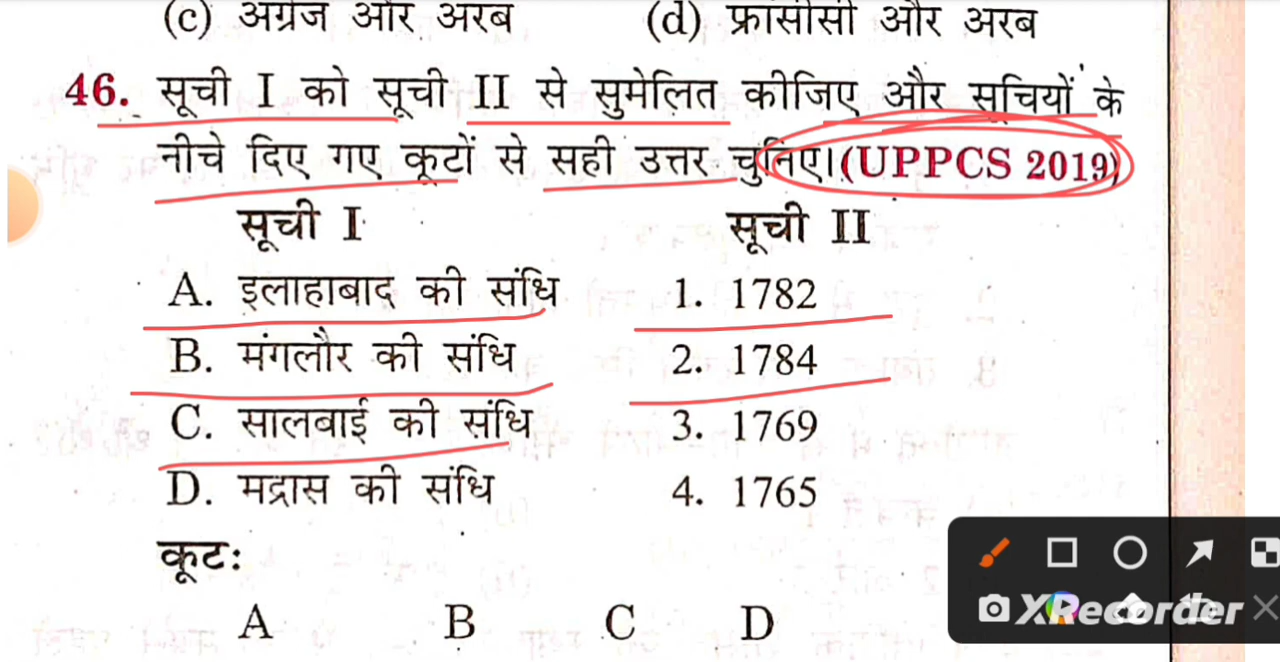 (c) अंग्रेज और अरब (d) फ्रांसीसी और अरब
46. सूची I को सूची II से सुमेलित कीजिए और सूचियों के
नीचे दिए गए कूटों से सही उत्तर चुनिए। (UPPCS 2019)
सूची I सूची II
A. इलाहाबाद की संधि 1. 1782
B. मंगलौर की संधि 2. 1784
C. सालबाई की संधि 3. 1769
D. मद्रास की संधि 4. 1765
कूट:
A B C D
XRecorder